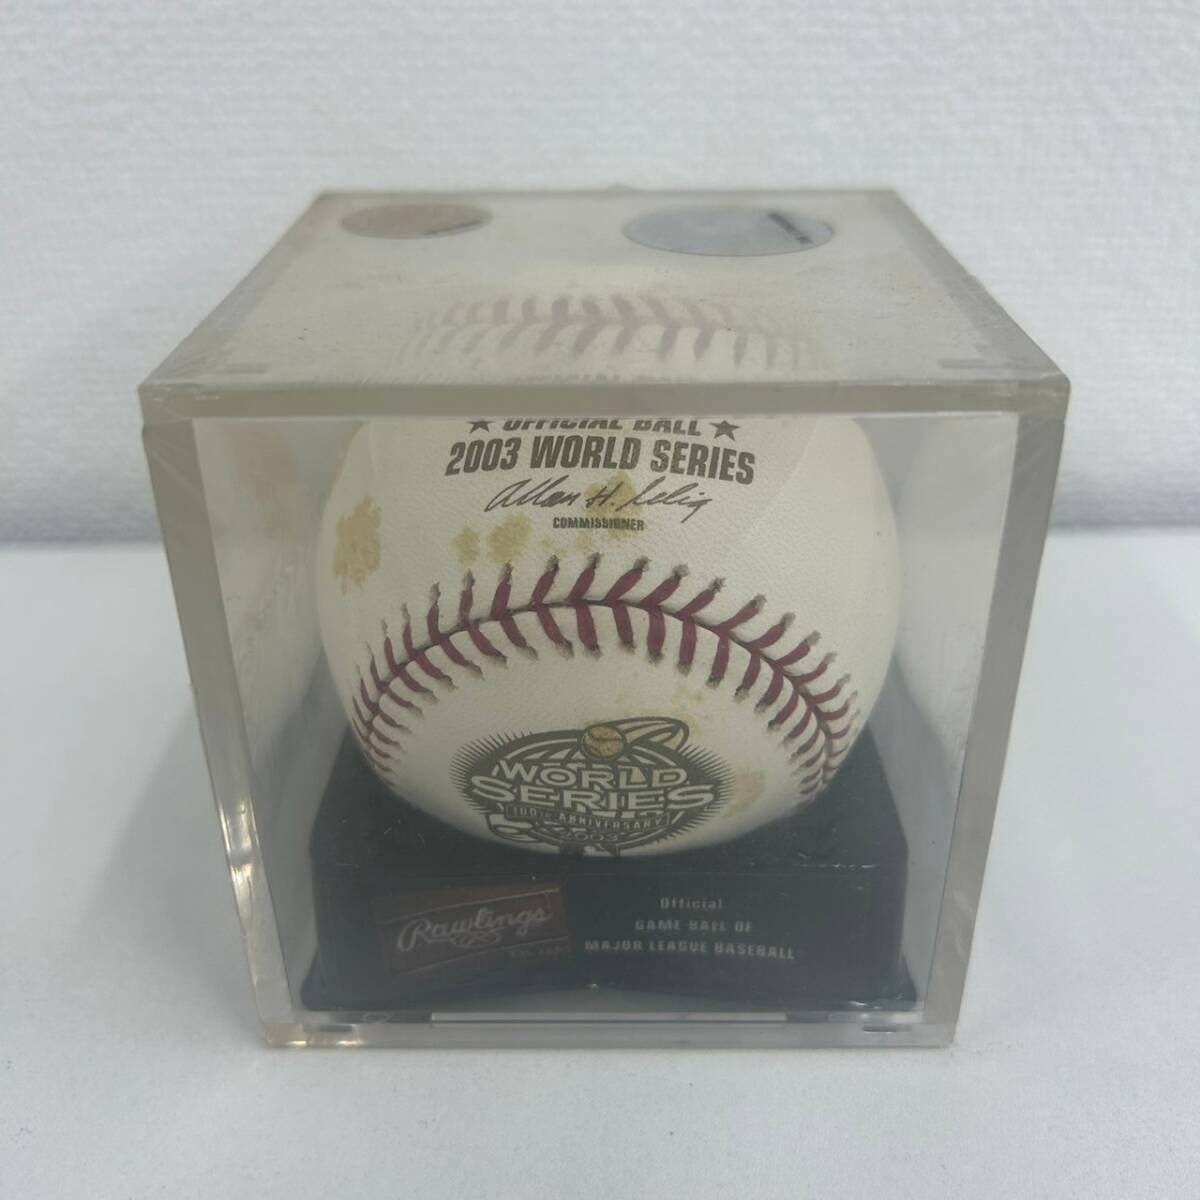 ★ OFFICIAL BALL ★
2003 WORLD SERIES
Allan H. Selig
COMMISSIONER
WORLD
SERIES
100TH ANNIVERSARY
2003
Rawlings
Official
GAME BALL OF
MAJOR LEAGUE BASEBALL